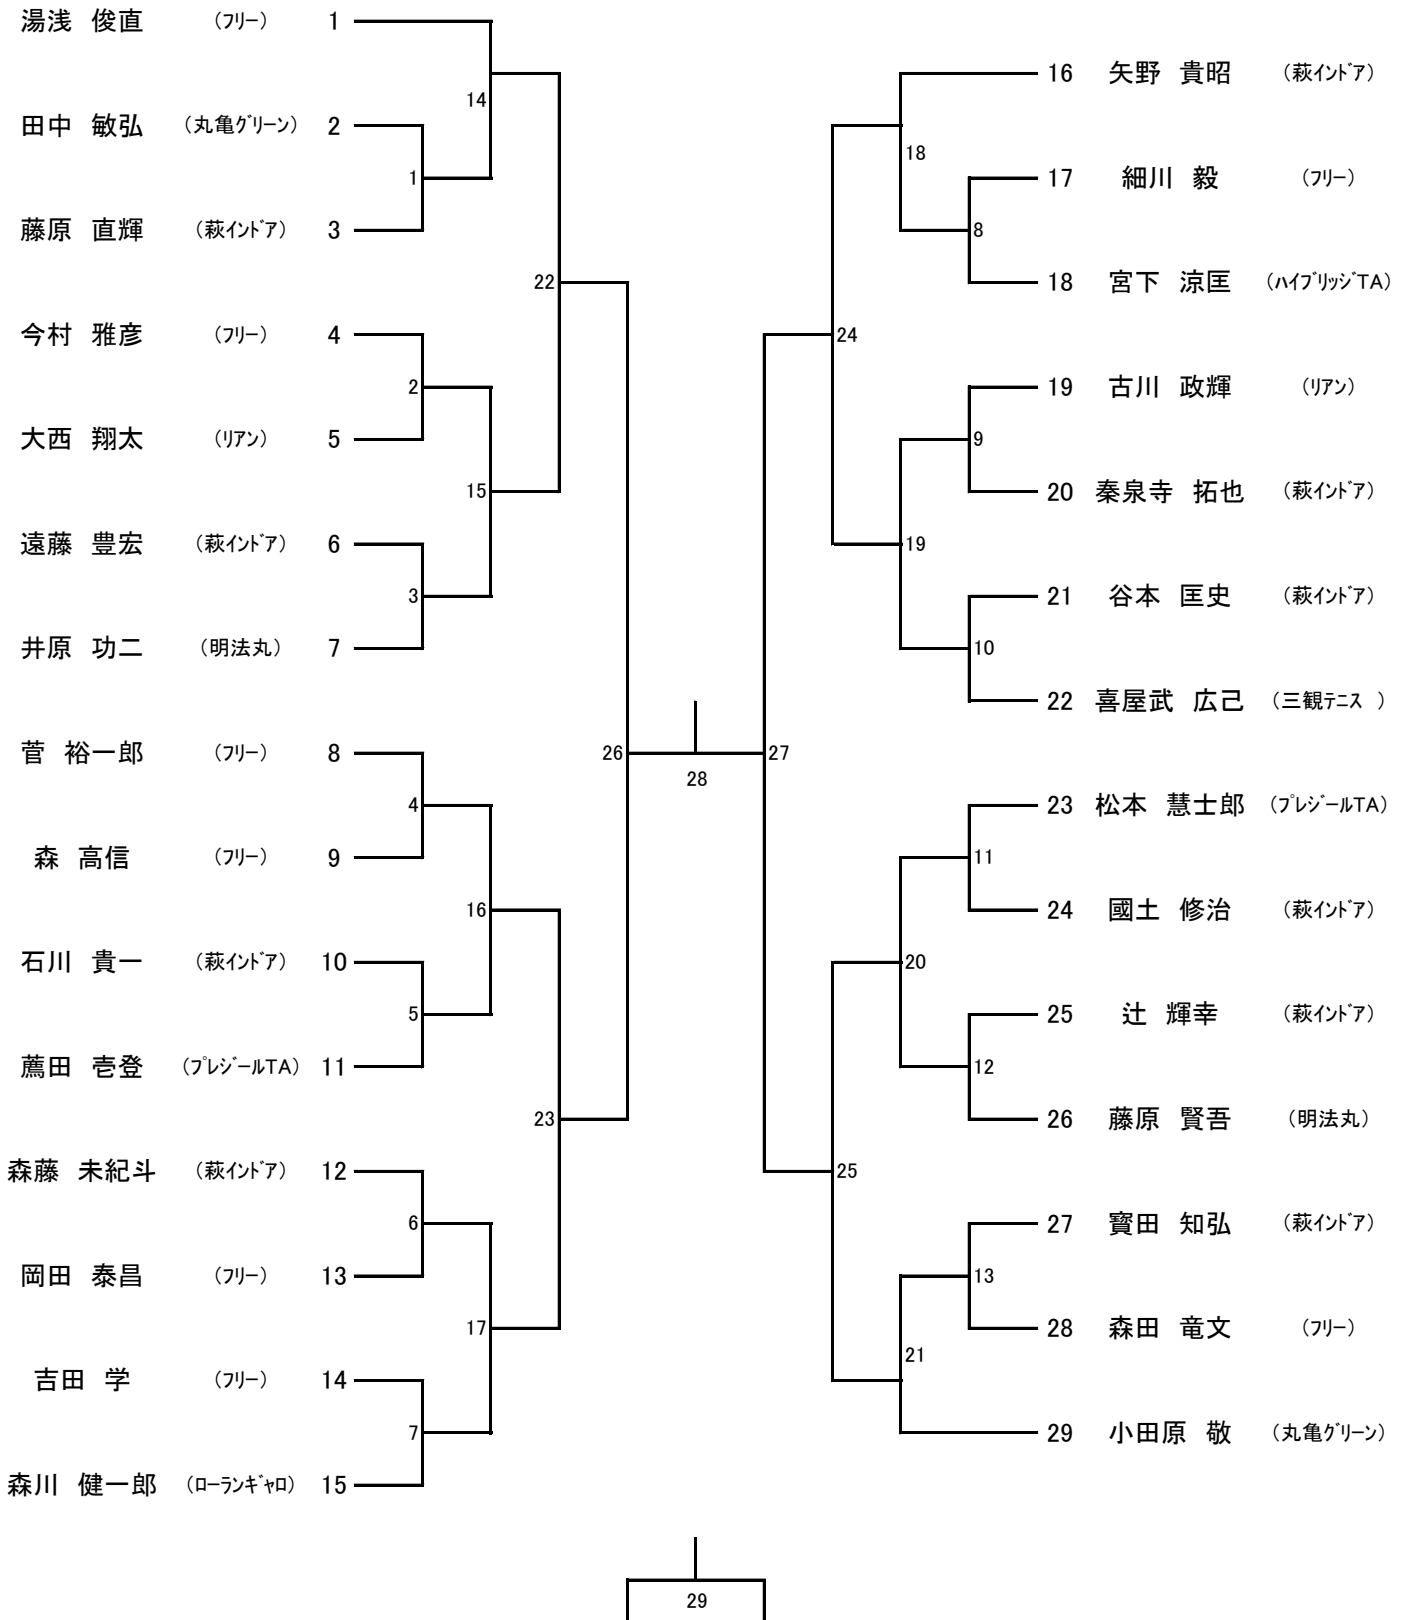 湯浅 俊直 (フリー) 1
14
田中 敏弘 (丸亀グリーン) 2
1
藤原 直輝 (萩インドア) 3
22
今村 雅彦 (フリー) 4
2
大西 翔太 (リアン) 5
15
遠藤 豊宏 (萩インドア) 6
3
井原 功二 (明法丸) 7
26
菅 裕一郎 (フリー) 8
4
森 高信 (フリー) 9
16
石川 貴一 (萩インドア) 10
5
薦田 壱登 (プレジールTA) 11
23
森藤 未紀斗 (萩インドア) 12
6
岡田 泰昌 (フリー) 13
17
吉田 学 (フリー) 14
7
森川 健一郎 (ローランギャロ) 15
28
16 矢野 貴昭 (萩インドア)
18
17 細川 毅 (フリー)
8
18 宮下 涼匡 (ハイブリッジTA)
24
19 古川 政輝 (リアン)
9
20 秦泉寺 拓也 (萩インドア)
19
21 谷本 匡史 (萩インドア)
10
22 喜屋武 広己 (三観テニス )
27
23 松本 慧士郎 (プレジールTA)
11
24 國土 修治 (萩インドア)
20
25 辻 輝幸 (萩インドア)
12
26 藤原 賢吾 (明法丸)
25
27 寳田 知弘 (萩インドア)
13
28 森田 竜文 (フリー)
21
29 小田原 敬 (丸亀グリーン)
29